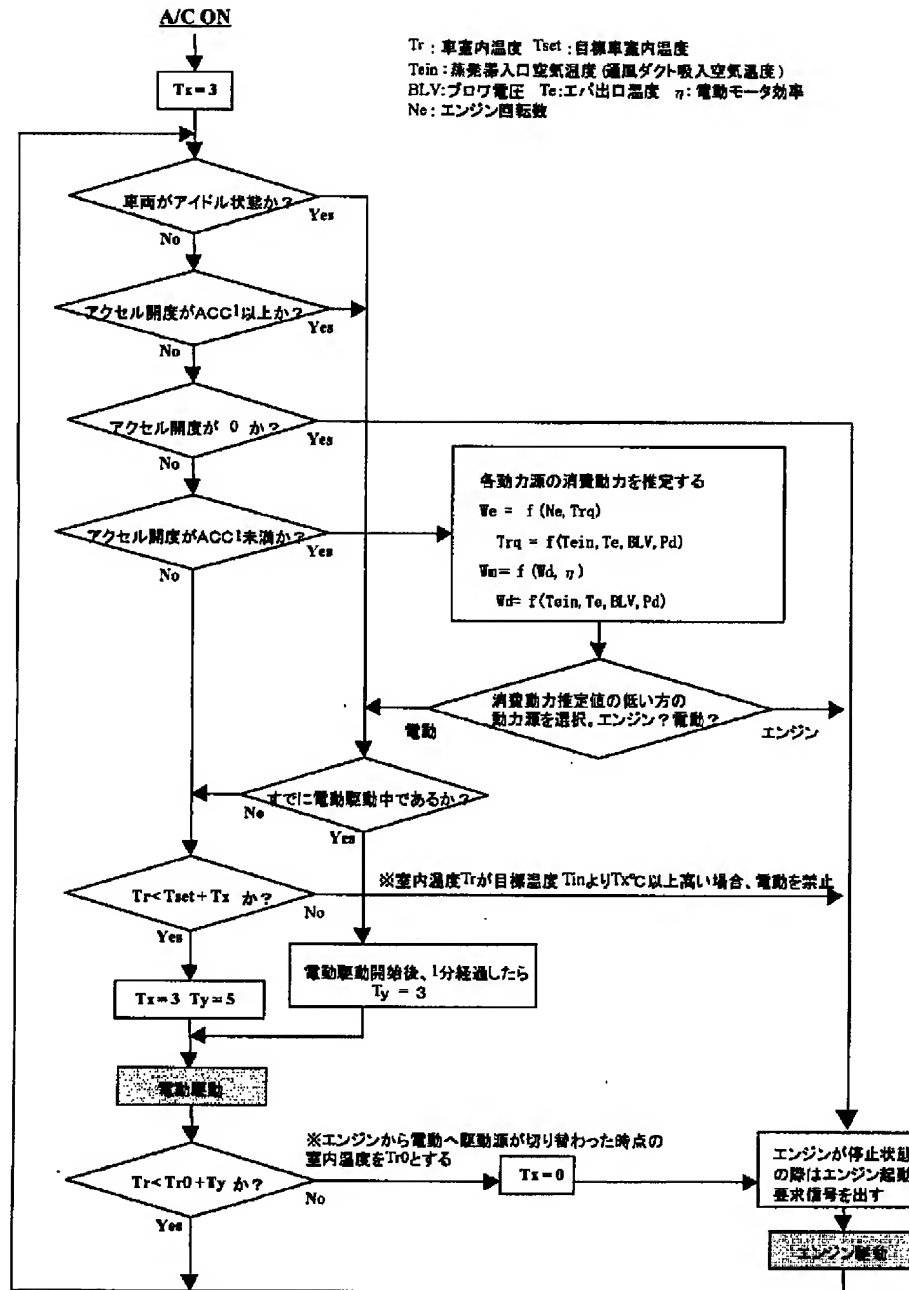 A/C ON
Tr : 車室内温度 Tset : 目標車室内温度
Tein : 蒸発器入口空気温度 (通風ダクト吸入空気温度)
BLV:ブロワ電圧 Te:エバ出口温度 η: 電動モータ効率
Ne : エンジン回転数
Tx=3
車両がアイドル状態か?
Yes
No
アクセル開度がACC1以上か?
Yes
No
アクセル開度が 0 か?
Yes
No
アクセル開度がACC1未満か?
Yes
No
各動力源の消費動力を推定する
We = f (Ne, Trq)
Trq = f(Tein, Te, BLV, Pd)
Wm= f (Wd, η)
Wd= f(Tein, Te, BLV, Pd)
消費動力推定値の低い方の
動力源を選択。エンジン?電動?
電動
エンジン
すでに電動駆動中であるか?
No
Yes
Tr<Tset+Tx か?
No
Yes
※室内温度Trが目標温度 TinよりTx℃以上高い場合、電動を禁止
電動駆動開始後、1分経過したら
Ty = 3
Tx=3 Ty=5
電動駆動
※エンジンから電動へ駆動源が切り替わった時点の
室内温度をTr0とする
Tr<Tr0+Ty か?
No
Yes
Tx=0
エンジンが停止状態
の際はエンジン起動
要求信号を出す
エンジン駆動